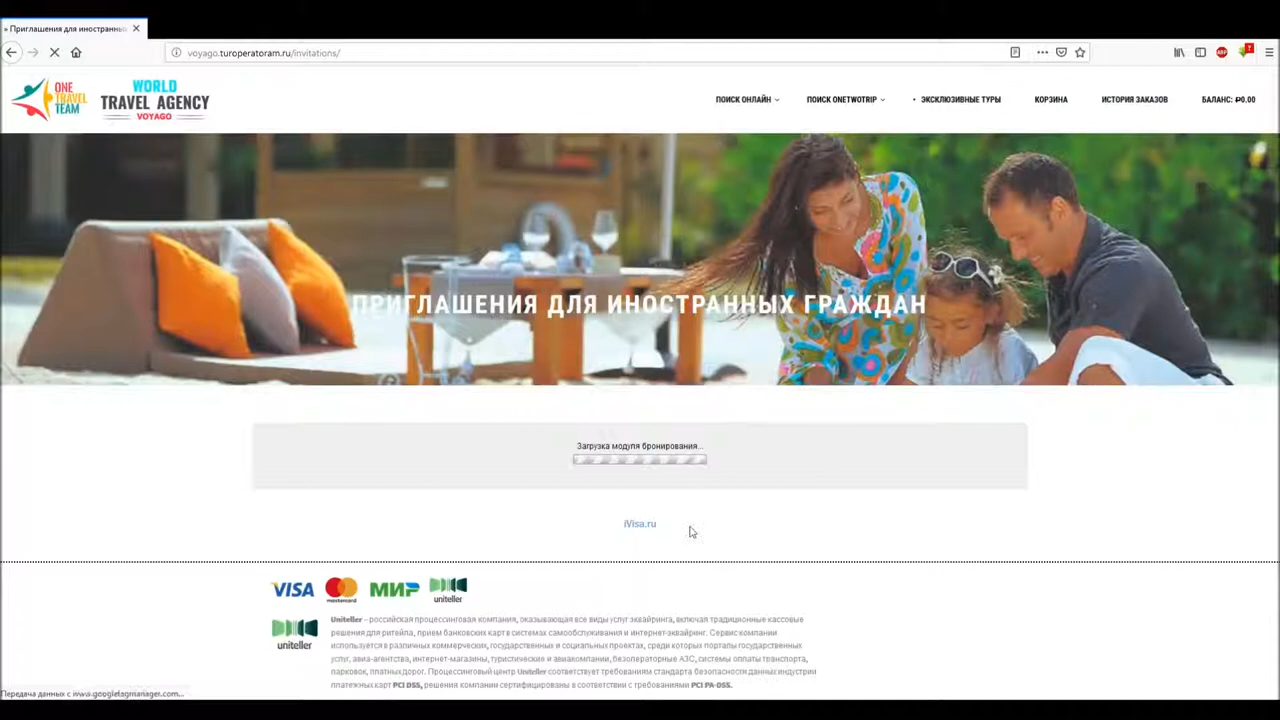 » Приглашения для иностранны
voyago.turoperatoram.ru/invitations/
ONE TRAVEL TEAM
WORLD
TRAVEL AGENCY
VOYAGO
ПОИСК ОНЛАЙН
ПОИСК ONETWOTRIP
• ЭКСКЛЮЗИВНЫЕ ТУРЫ
КОРЗИНА
ИСТОРИЯ ЗАКАЗОВ
БАЛАНС: ₽0.00
ПРИГЛАШЕНИЯ ДЛЯ ИНОСТРАННЫХ ГРАЖДАН
Загрузка модуля бронирования...
iVisa.ru
VISA mastercard МИР uniteller
uniteller
Uniteller – российская процессинговая компания, оказывающая все виды услуг эквайринга, включая традиционные кассовые
решения для ритейла, прием банковских карт в системах самообслуживания и интернет-эквайринг. Сервис компании
используется в различных коммерческих, государственных и социальных проектах, среди которых порталы государственных
услуг, авиа-агентства, интернет-магазины, туристические и авиакомпании, безоператорные АЗС, системы оплаты транспорта,
парковок, платных дорог. Процессинговый центр Uniteller соответствует требованиям стандарта безопасности данных индустрии
платежных карт PCI DSS, решения компании сертифицированы в соответствии с требованиями PCI PA-DSS.
Передача данных с www.googletagmanager.com...